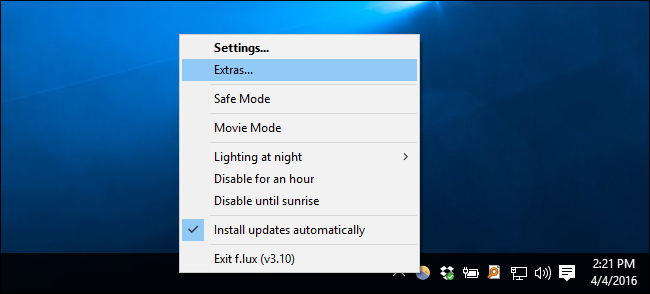 Settings...
Extras...
Safe Mode
Movie Mode
Lighting at night
Disable for an hour
Disable until sunrise
Install updates automatically
Exit f.lux (v3.10)
2:21 PM
4/4/2016